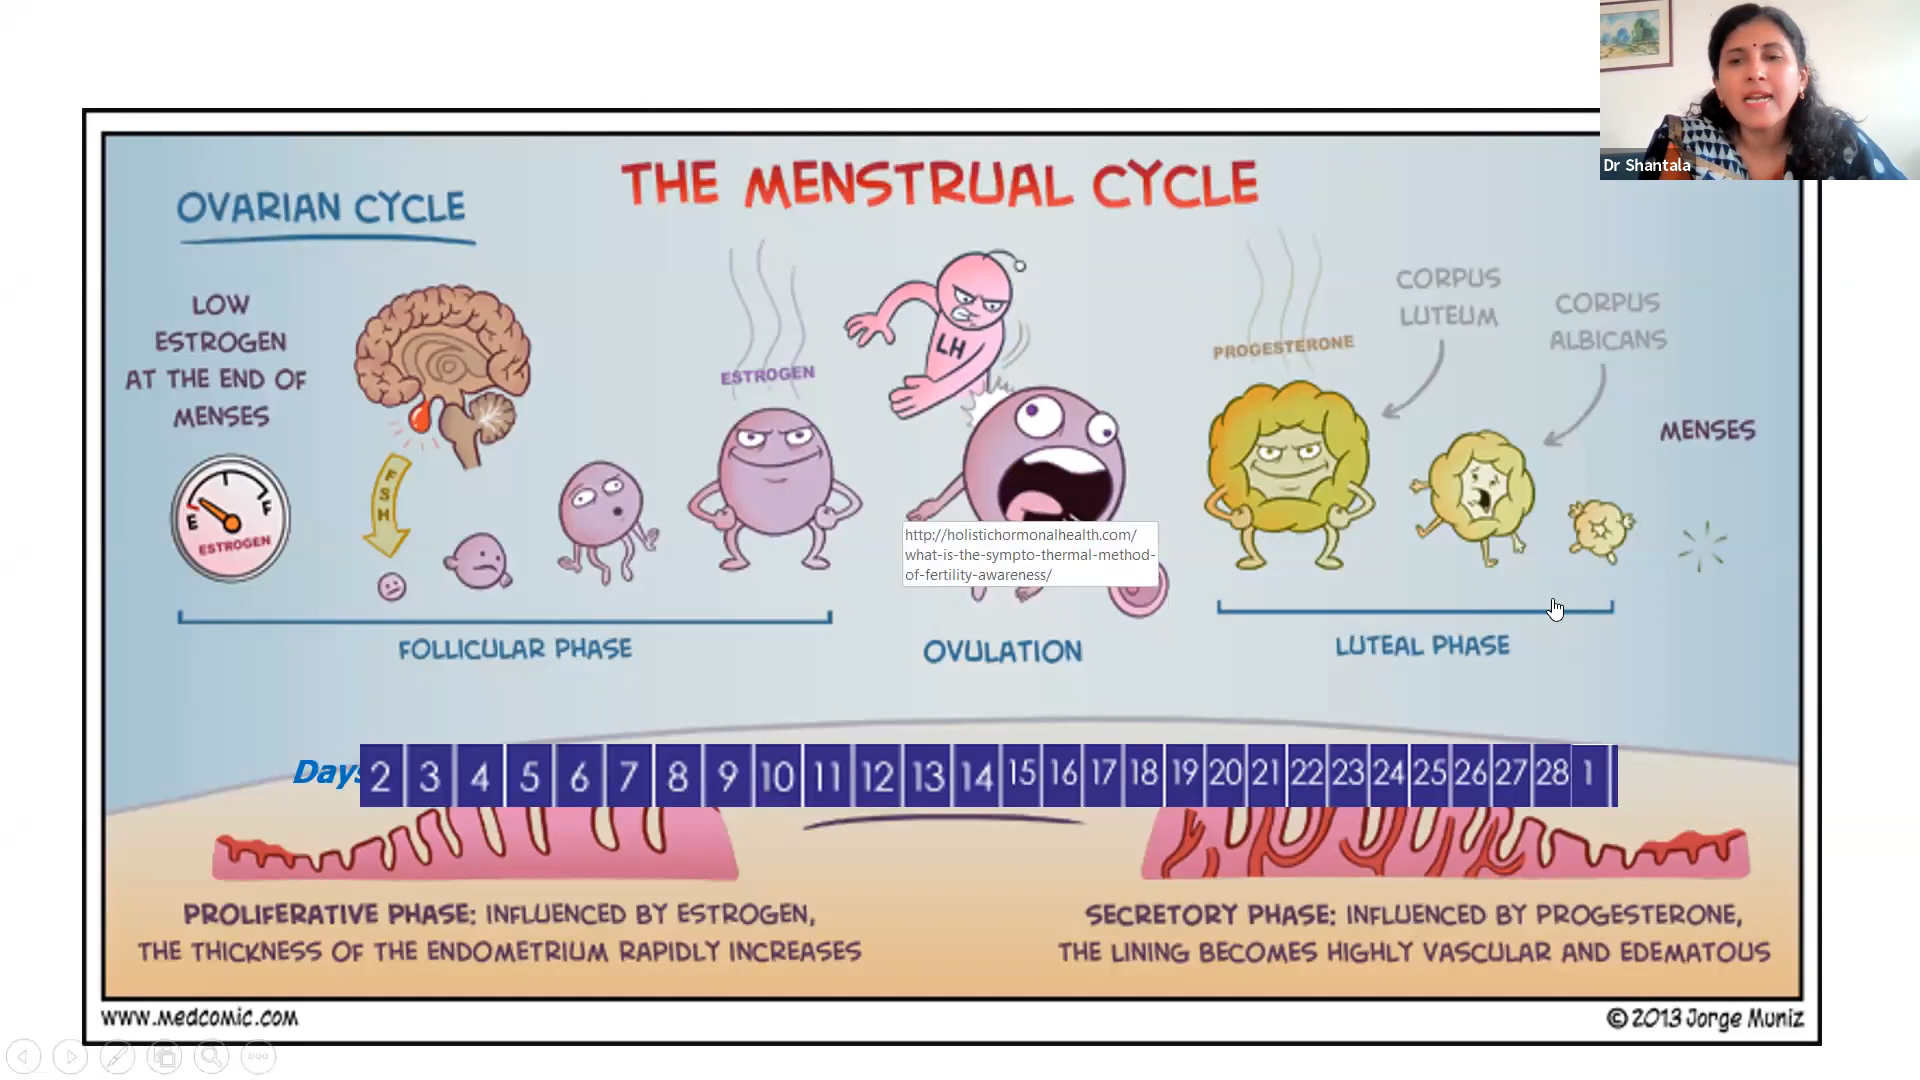 Dr Shantala
THE MENSTRUAL CYCLE
OVARIAN CYCLE
LOW
ESTROGEN
AT THE END OF
MENSES
E
F
ESTROGEN
FSH
ESTROGEN
LH
PROGESTERONE
CORPUS
LUTEUM
CORPUS
ALBICANS
MENSES
http://holistichormonalhealth.com/
what-is-the-sympto-thermal-method-
of-fertility-awareness/
FOLLICULAR PHASE
OVULATION
LUTEAL PHASE
Days 2 3 4 5 6 7 8 9 10 11 12 13 14 15 16 17 18 19 20 21 22 23 24 25 26 27 28 1
PROLIFERATIVE PHASE: INFLUENCED BY ESTROGEN,
THE THICKNESS OF THE ENDOMETRIUM RAPIDLY INCREASES
SECRETORY PHASE: INFLUENCED BY PROGESTERONE,
THE LINING BECOMES HIGHLY VASCULAR AND EDEMATOUS
www.medcomic.com
© 2013 Jorge Muniz